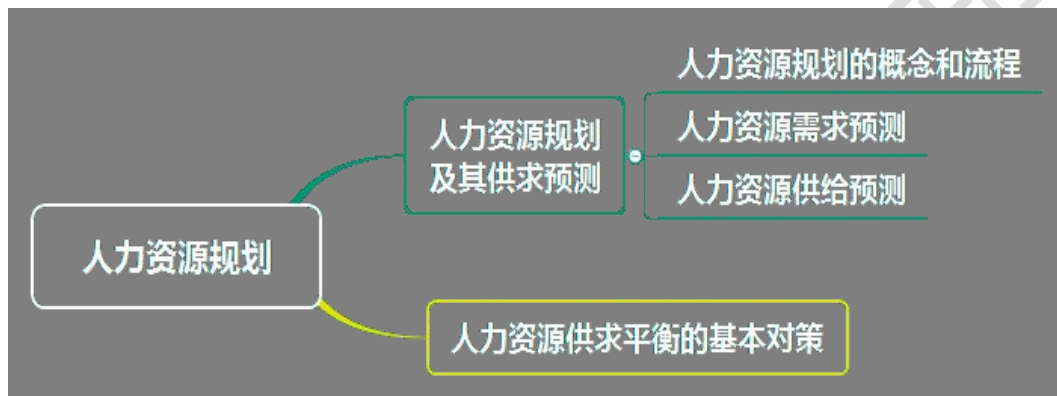 人力资源规划的概念和流程
人力资源规划
及其供求预测
人力资源需求预测
人力资源供给预测
人力资源规划
人力资源供求平衡的基本对策